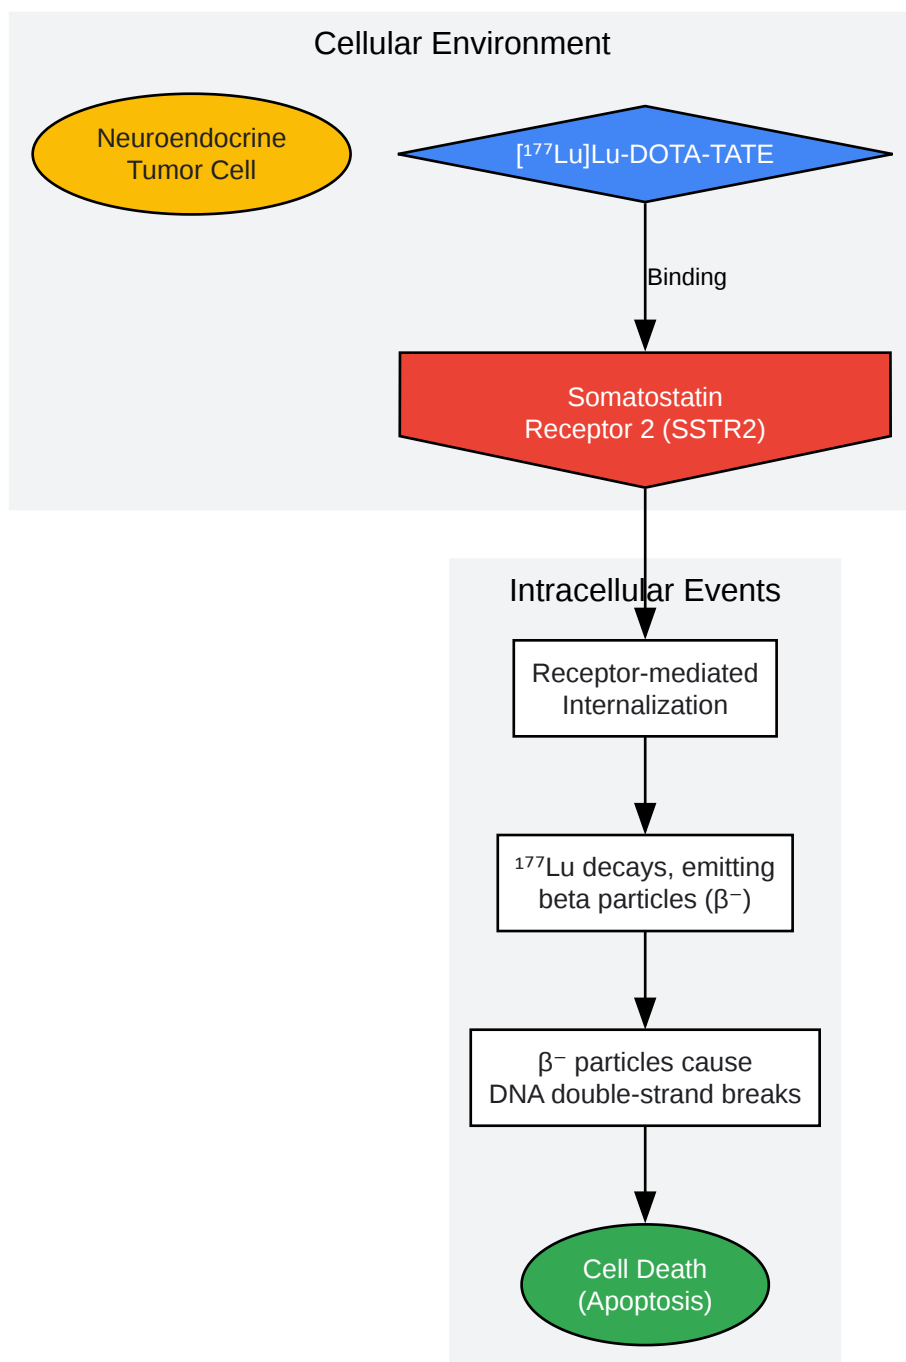 Cellular Environment
Neuroendocrine
Tumor Cell
[¹⁷⁷Lu]Lu-DOTA-TATE
Binding
Somatostatin
Receptor 2 (SSTR2)
Intracellular Events
Receptor-mediated
Internalization
¹⁷⁷Lu decays, emitting
beta particles (β⁻)
β⁻ particles cause
DNA double-strand breaks
Cell Death
(Apoptosis)